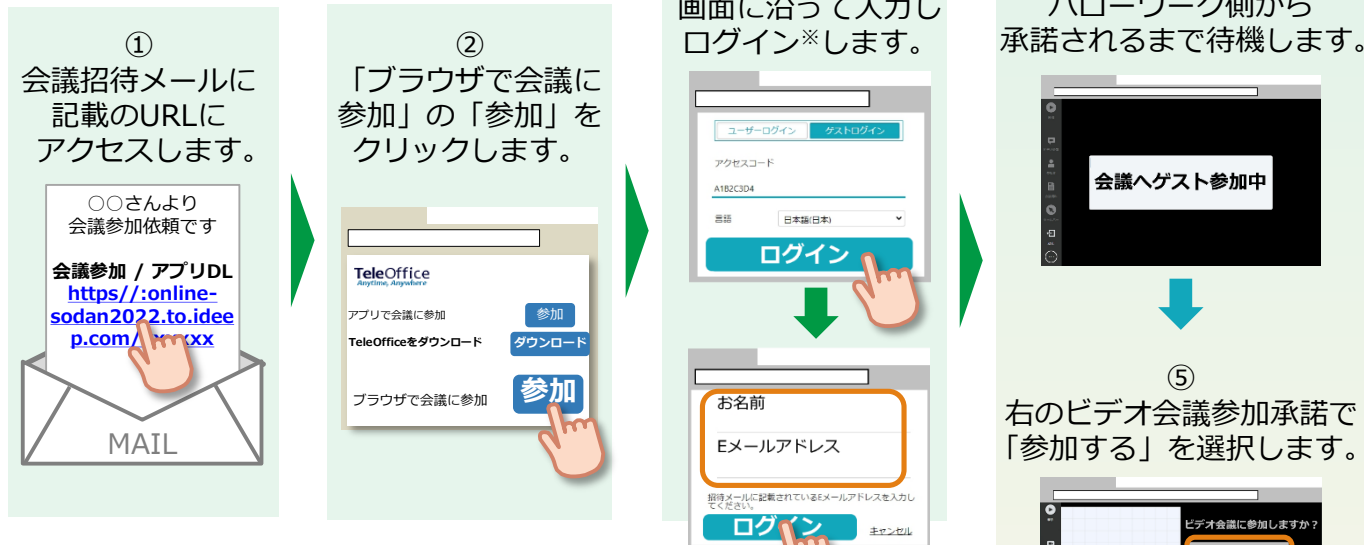 ①
会議招待メールに
記載のURLに
アクセスします。
○○さんより
会議参加依頼です
会議参加 / アプリDL
https//:online-
sodan2022.to.idee
p.com/
MAIL
②
「ブラウザで会議に
参加」の「参加」を
クリックします。
TeleOffice
Anytime, Anywhere
アプリで会議に参加 参加
TeleOfficeをダウンロード ダウンロード
ブラウザで会議に参加 参加
画面に沿って入力し
ログイン※します。
ユーザーログイン ゲストログイン
アクセスコード
A1B2C3D4
言語 日本語(日本)
ログイン
お名前
Eメールアドレス
招待メールに記載されているEメールアドレスを入力し
てください。
ログイン キャンセル
ハローワーク側から
承諾されるまで待機します。
会議へゲスト参加中
⑤
右のビデオ会議参加承諾で
「参加する」を選択します。
ビデオ会議に参加しますか？